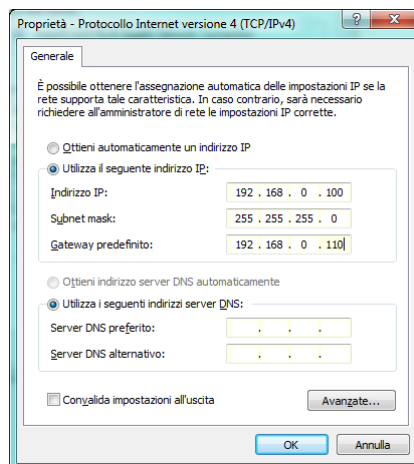 Proprietà - Protocollo Internet versione 4 (TCP/IPv4)
Generale
È possibile ottenere l'assegnazione automatica delle impostazioni IP se la
rete supporta tale caratteristica. In caso contrario, sarà necessario
richiedere all'amministratore di rete le impostazioni IP corrette.
Ottieni automaticamente un indirizzo IP
Utilizza il seguente indirizzo IP:
Indirizzo IP: 192 . 168 . 0 . 100
Subnet mask: 255 . 255 . 255 . 0
Gateway predefinito: 192 . 168 . 0 . 110
Ottieni indirizzo server DNS automaticamente
Utilizza i seguenti indirizzi server DNS:
Server DNS preferito: . . .
Server DNS alternativo: . . .
Convalida impostazioni all'uscita
Avanzate...
OK Annulla